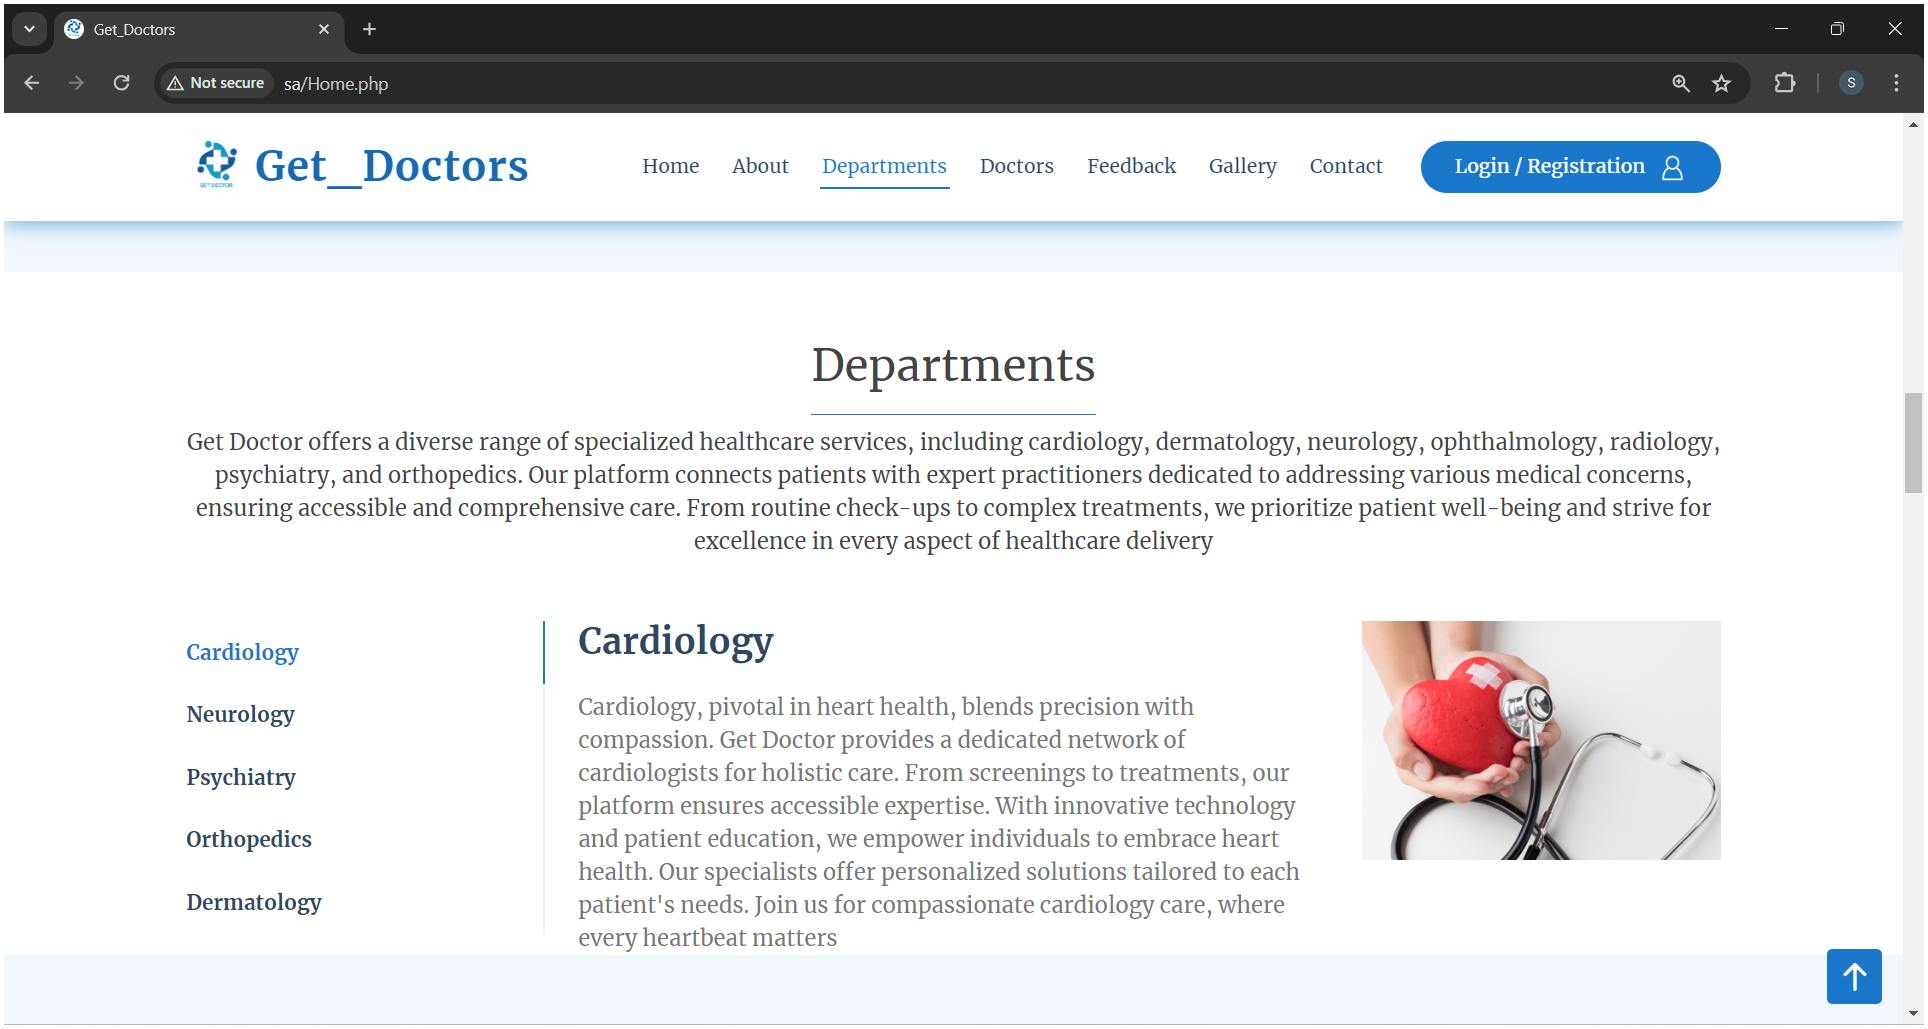 Get_Doctors
Not secure
sa/Home.php
S
GET DOCTOR
Get_Doctors
Home
About
Departments
Doctors
Feedback
Gallery
Contact
Login / Registration
Departments
Get Doctor offers a diverse range of specialized healthcare services, including cardiology, dermatology, neurology, ophthalmology, radiology,
psychiatry, and orthopedics. Our platform connects patients with expert practitioners dedicated to addressing various medical concerns,
ensuring accessible and comprehensive care. From routine check-ups to complex treatments, we prioritize patient well-being and strive for
excellence in every aspect of healthcare delivery
Cardiology
Neurology
Psychiatry
Orthopedics
Dermatology
Cardiology
Cardiology, pivotal in heart health, blends precision with
compassion. Get Doctor provides a dedicated network of
cardiologists for holistic care. From screenings to treatments, our
platform ensures accessible expertise. With innovative technology
and patient education, we empower individuals to embrace heart
health. Our specialists offer personalized solutions tailored to each
patient's needs. Join us for compassionate cardiology care, where
every heartbeat matters